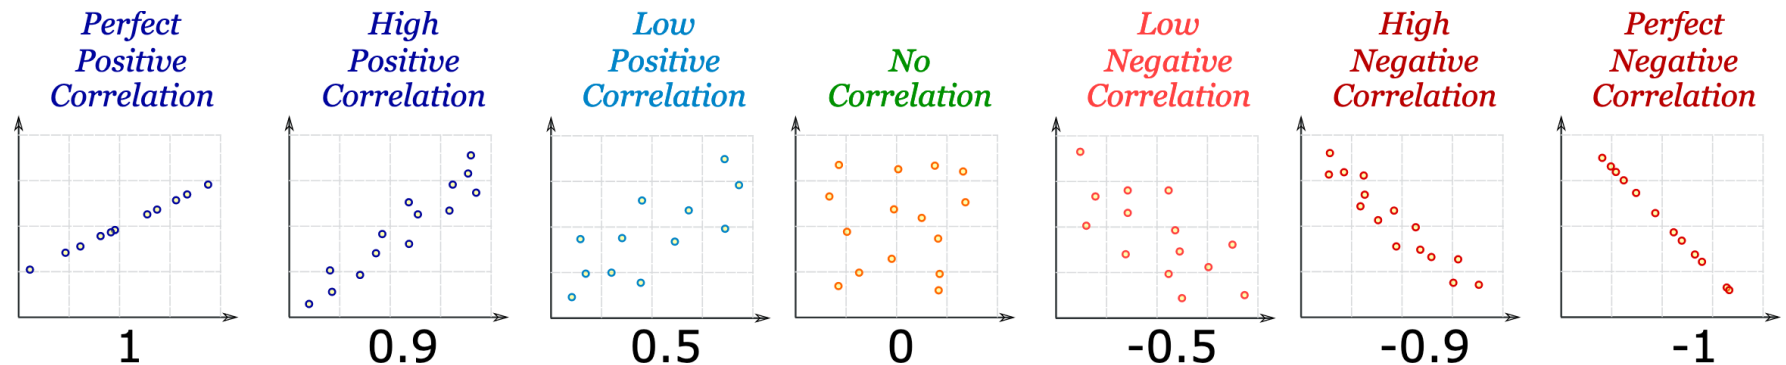 Perfect
Positive
Correlation
High
Positive
Correlation
Low
Positive
Correlation
No
Correlation
Low
Negative
Correlation
High
Negative
Correlation
Perfect
Negative
Correlation
1
0.9
0.5
0
-0.5
-0.9
-1